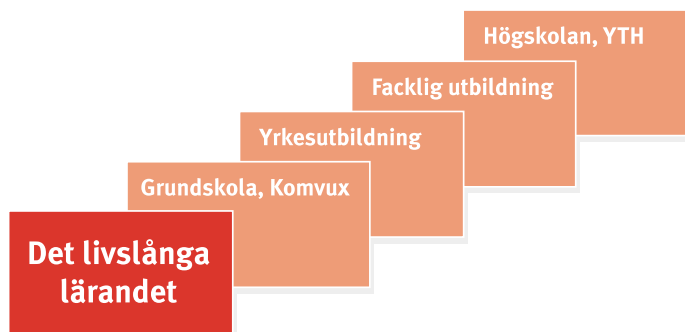 Högskolan, YTH
Facklig utbildning
Yrkesutbildning
Grundskola, Komvux
Det livslånga
lärandet